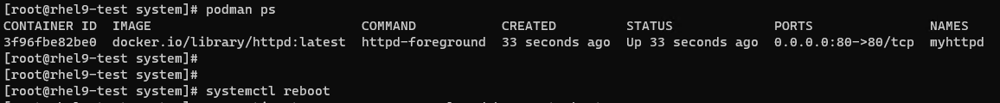 [root@rhel9-test system]# podman ps
CONTAINER ID  IMAGE                           COMMAND           CREATED         STATUS             PORTS               NAMES
3f96fbe82be0  docker.io/library/httpd:latest  httpd-foreground  33 seconds ago  Up 33 seconds ago  0.0.0.0:80->80/tcp  myhttpd
[root@rhel9-test system]#
[root@rhel9-test system]#
[root@rhel9-test system]# systemctl reboot